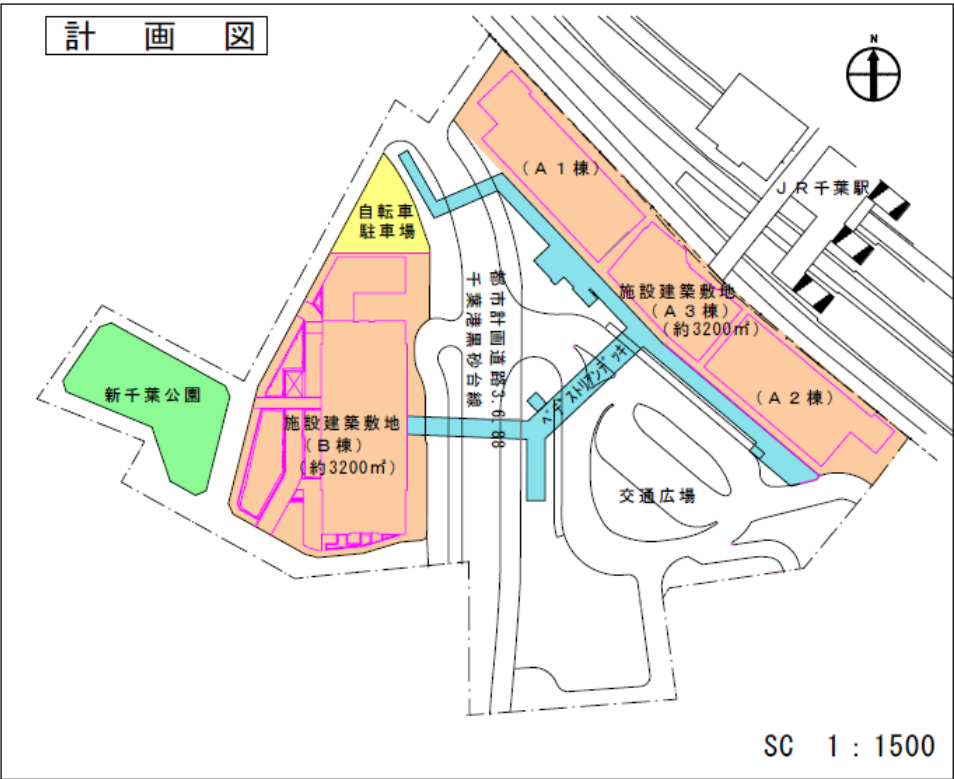 計画図
N
(A1棟)
JR千葉駅
自転車
駐車場
施設建築敷地
(A3棟)
(約3200㎡)
都市計画道路3.6.88
千葉港黒砂台線
ペデストリアンデッキ
(A2棟)
新千葉公園
施設建築敷地
(B棟)
(約3200㎡)
交通広場
SC 1:1500